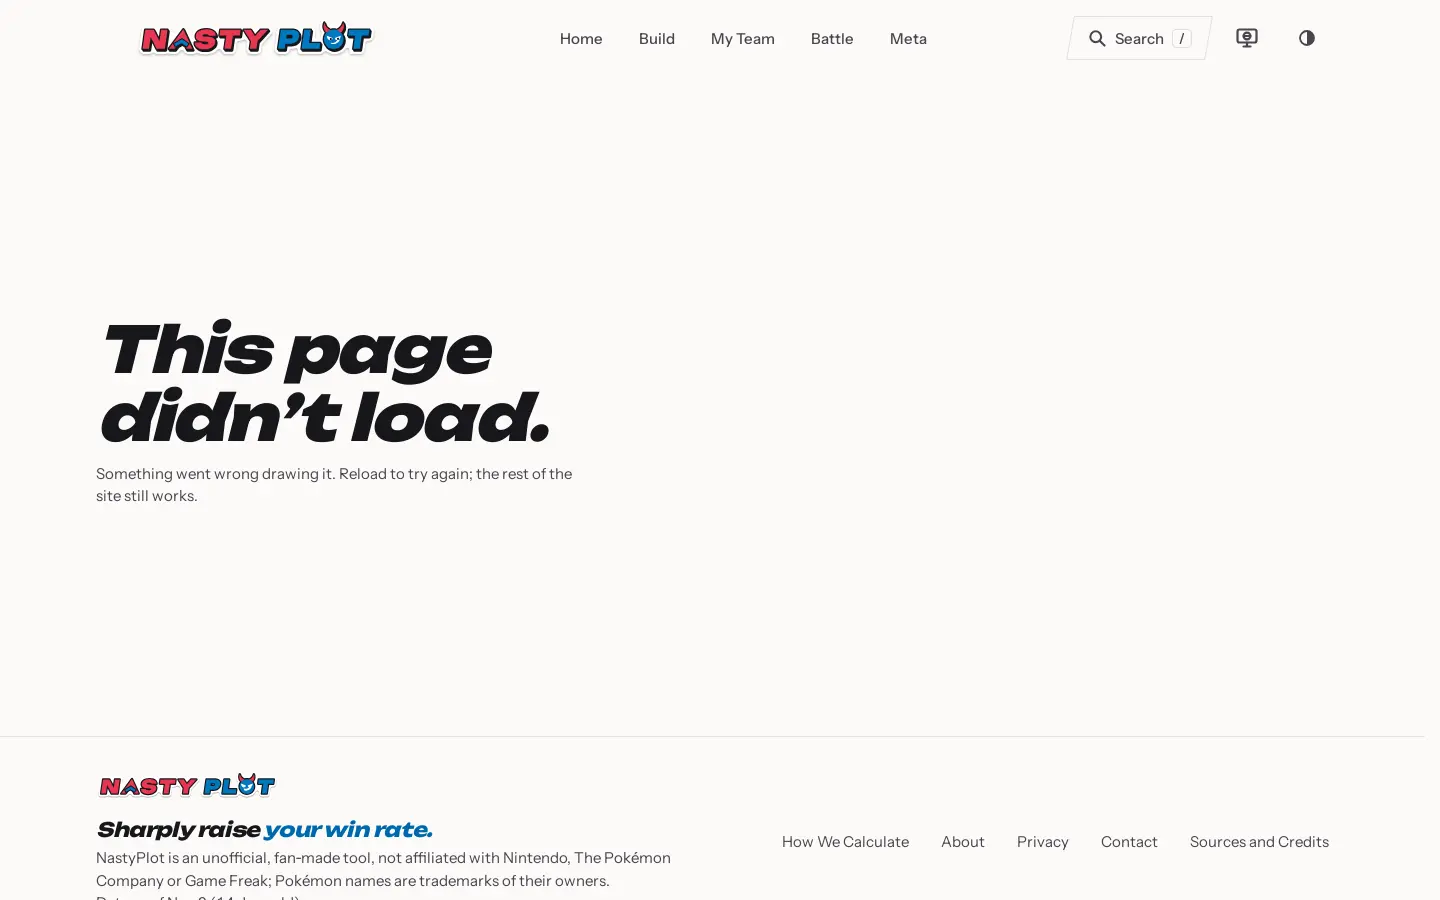 NASTY PLOT
Home Build My Team Battle Meta
Search /
This page
didn’t load.
Something went wrong drawing it. Reload to try again; the rest of the
site still works.
NASTY PLOT
Sharply raise your win rate.
NastyPlot is an unofficial, fan-made tool, not affiliated with Nintendo, The Pokémon
Company or Game Freak; Pokémon names are trademarks of their owners.
How We Calculate About Privacy Contact Sources and Credits